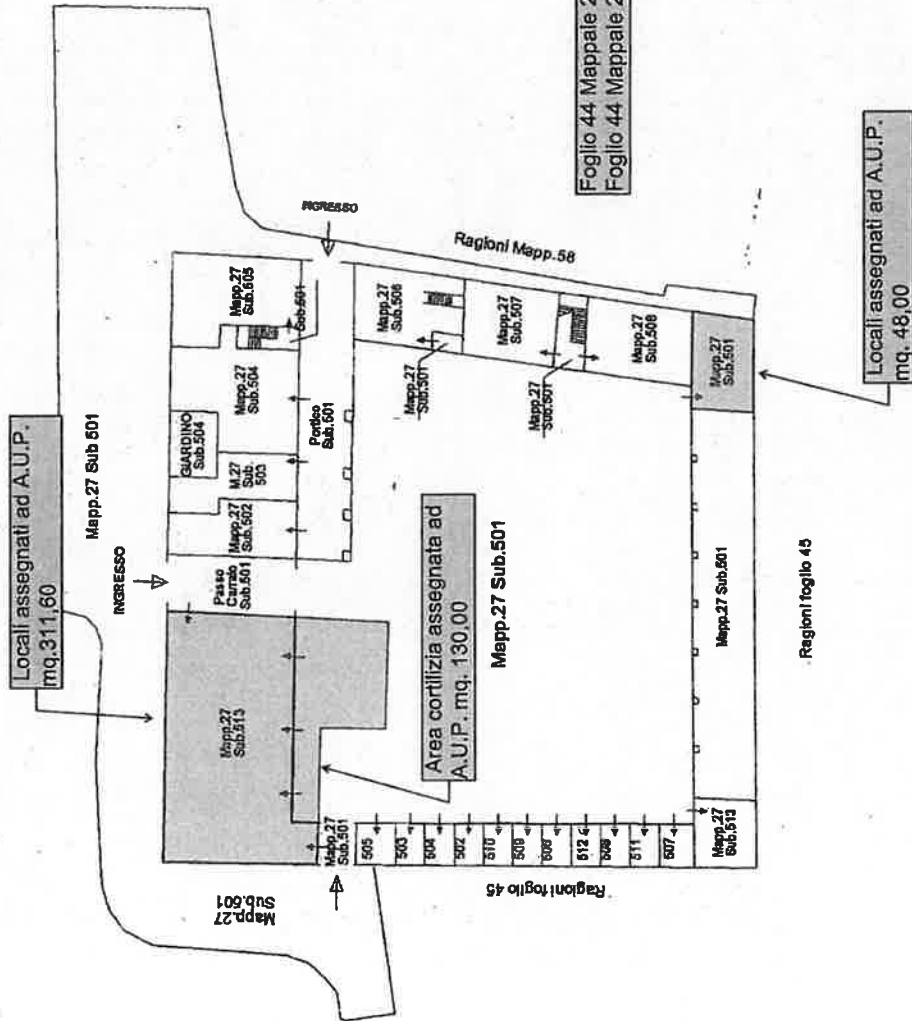 Locali assegnati ad A.U.P.
mq.311,60
Mapp.27 Sub 501
INGRESSO
Foglio 44 Mappale 2
Foglio 44 Mappale 2
INGRESSO
Ragioni Mapp.58
Mapp.27
Sub.505
Sub.501
GIARDINO
Sub.504
Mapp.27
Sub.504
M.27
Sub.
503
Mapp.27
Sub.502
Portico
Sub.501
Passo
Carraio
Sub.501
Mapp.27
Sub.506
Mapp.27
Sub.501
Mapp.27
Sub.507
Mapp.27
Sub.501
Mapp.27
Sub.508
Mapp.27
Sub.501
Locali assegnati ad A.U.P.
mq. 48,00
Mapp.27
Sub.513
Area cortilizia assegnata ad
A.U.P. mq. 130,00
Mapp.27 Sub.501
Mapp.27 Sub.501
Ragioni foglio 45
Mapp.27
Sub.501
Mapp.27
Sub.501
505
503
504
502
510
509
506
512
508
511
507
Mapp.27
Sub.513
Ragioni foglio 45